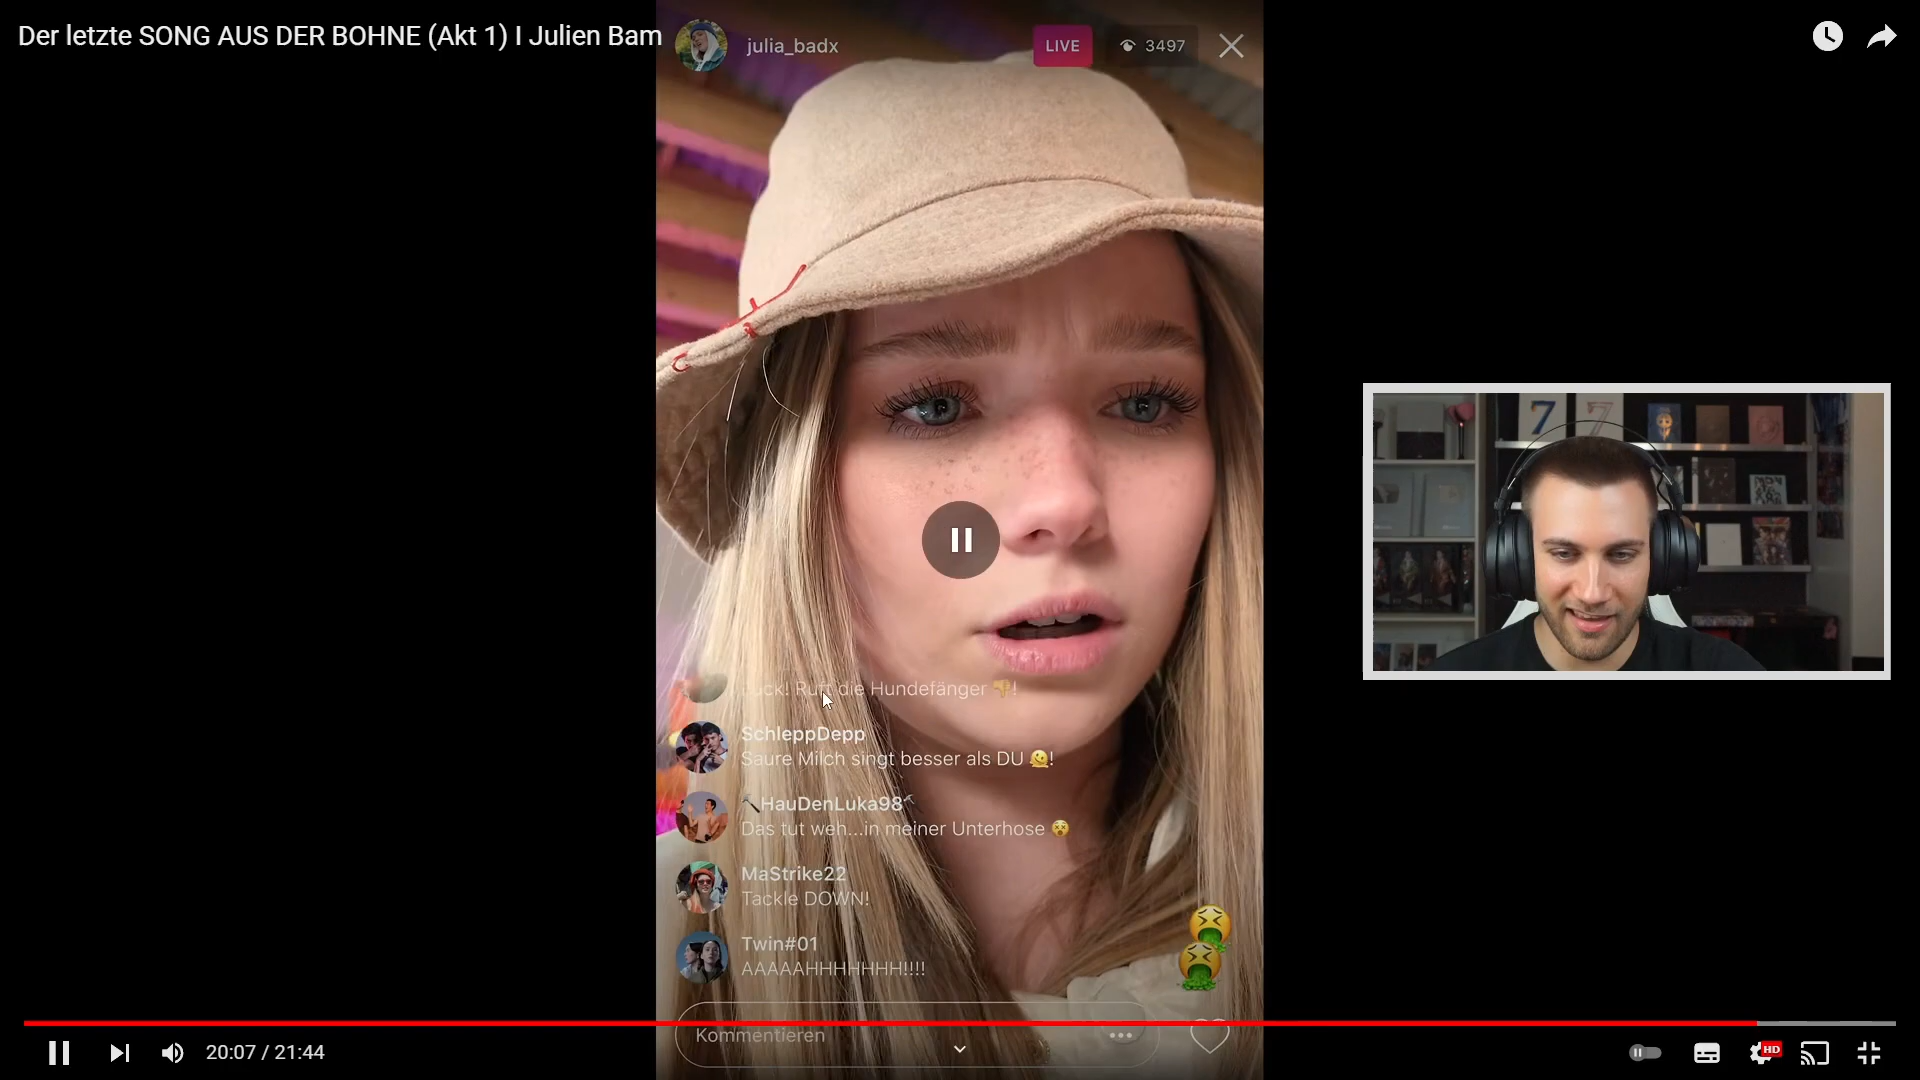 Der letzte SONG AUS DER BOHNE (Akt 1) I Julien Bam
julia_badx
LIVE
3497
7
7
Ruft die Hundefänger 👎!
SchleppDepp
Saure Milch singt besser als DU 🫠!
🔨HauDenLuka98🔨
Das tut weh...in meiner Unterhose 😵
MaStrike22
Tackle DOWN!
Twin#01
AAAAAHHHHHHH!!!!
Kommentieren
20:07 / 21:44
HD